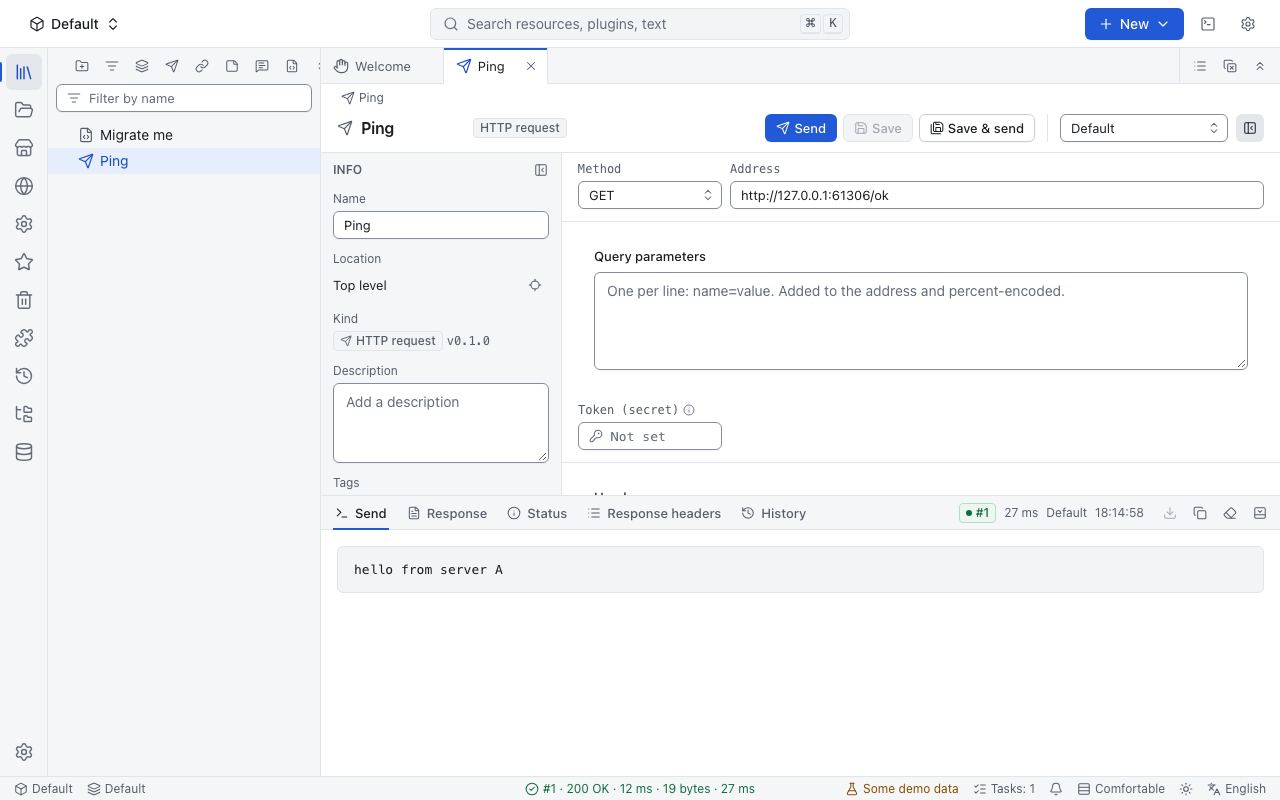 Default
Search resources, plugins, text
⌘ K
New
Welcome
Ping
Filter by name
Migrate me
Ping
Ping
Ping
HTTP request
Send
Save
Save & send
Default
INFO
Name
Ping
Location
Top level
Kind
HTTP request v0.1.0
Description
Add a description
Tags
Method
Address
GET
http://127.0.0.1:61306/ok
Query parameters
One per line: name=value. Added to the address and percent-encoded.
Token (secret)
Not set
Send
Response
Status
Response headers
History
#1
27 ms
Default
18:14:58
hello from server A
Default
Default
#1 · 200 OK · 12 ms · 19 bytes · 27 ms
Some demo data
Tasks: 1
Comfortable
English